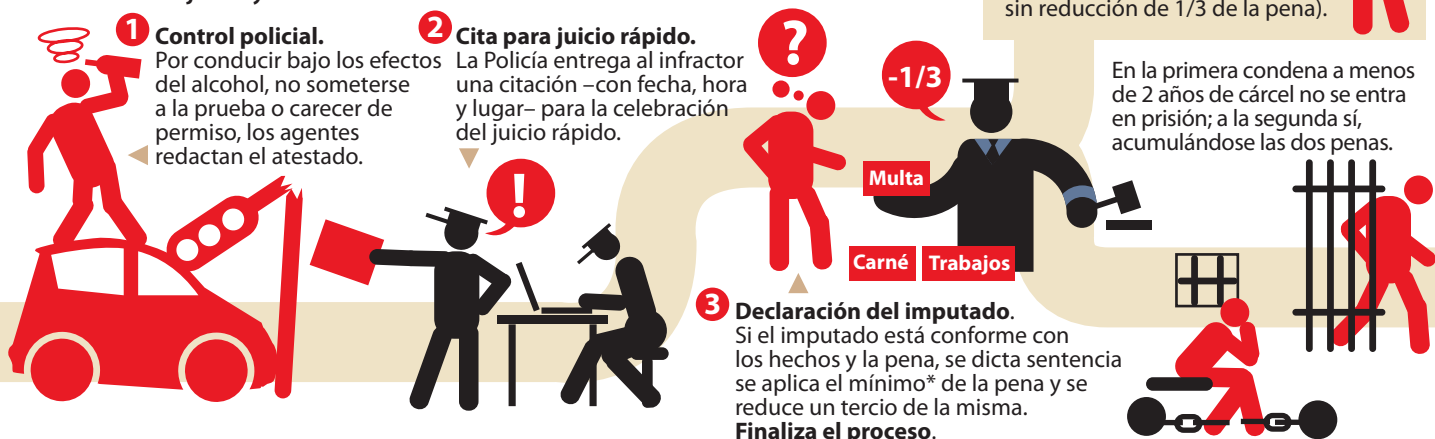 sin reducción de 1/3 de la pena).
1 Control policial.
Por conducir bajo los efectos
del alcohol, no someterse
a la prueba o carecer de
permiso, los agentes
redactan el atestado.
2 Cita para juicio rápido.
La Policía entrega al infractor
una citación –con fecha, hora
y lugar– para la celebración
del juicio rápido.
!
?
-1/3
Multa
Carné
Trabajos
3 Declaración del imputado.
Si el imputado está conforme con
los hechos y la pena, se dicta sentencia
se aplica el mínimo* de la pena y se
reduce un tercio de la misma.
Finaliza el proceso.
En la primera condena a menos
de 2 años de cárcel no se entra
en prisión; a la segunda sí,
acumulándose las dos penas.